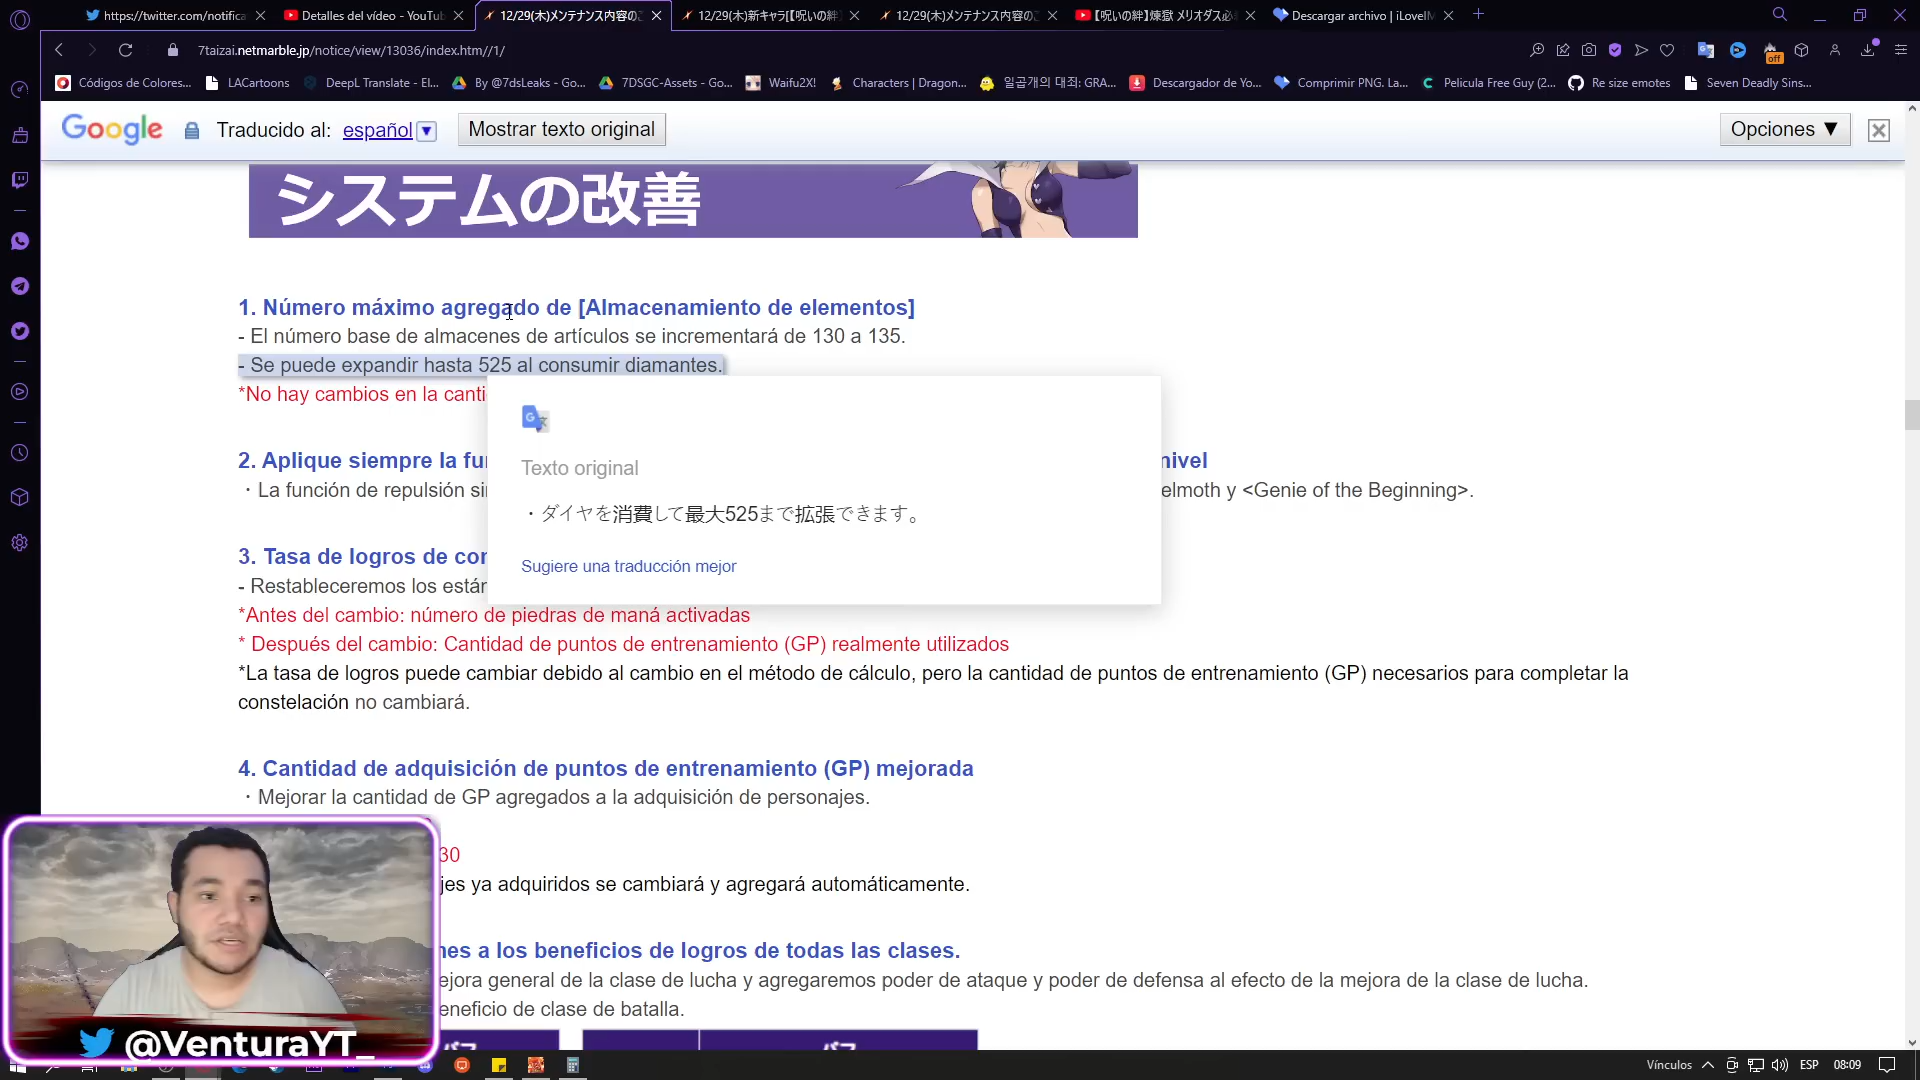 https://twitter.com/notifica
Detalles del vídeo - YouTub
12/29(木)メンテナンス内容のご
12/29(木)新キャラ[【呪いの絆】
12/29(木)メンテナンス内容のご
【呪いの絆】煉獄 メリオダス必
Descargar archivo | iLoveIM
7taizai.netmarble.jp/notice/view/13036/index.htm//1/
off
Códigos de Colores...
LACartoons
DeepL Translate - El...
By @7dsLeaks - Go...
7DSGC-Assets - Go...
Waifu2X!
Characters | Dragon...
일곱개의 대죄: GRA...
Descargador de Yo...
Comprimir PNG. La...
Pelicula Free Guy (2...
Re size emotes
Seven Deadly Sins...
Google
Traducido al: español
Mostrar texto original
Opciones ▼
システムの改善
1. Número máximo agregado de [Almacenamiento de elementos]
- El número base de almacenes de artículos se incrementará de 130 a 135.
- Se puede expandir hasta 525 al consumir diamantes.
*No hay cambios en la canti
2. Aplique siempre la fu
nivel
・La función de repulsión
elmoth y <Genie of the Beginning>.
Texto original
・ダイヤを消費して最大525まで拡張できます。
Sugiere una traducción mejor
3. Tasa de logros de co
- Restableceremos los están
*Antes del cambio: número de piedras de maná activadas
* Después del cambio: Cantidad de puntos de entrenamiento (GP) realmente utilizados
*La tasa de logros puede cambiar debido al cambio en el método de cálculo, pero la cantidad de puntos de entrenamiento (GP) necesarios para completar la
constelación no cambiará.
4. Cantidad de adquisición de puntos de entrenamiento (GP) mejorada
・Mejorar la cantidad de GP agregados a la adquisición de personajes.
30
jes ya adquiridos se cambiará y agregará automáticamente.
nes a los beneficios de logros de todas las clases.
ejora general de la clase de lucha y agregaremos poder de ataque y poder de defensa al efecto de la mejora de la clase de lucha.
eneficio de clase de batalla.
@VenturaYT_
Vínculos
ESP
08:09